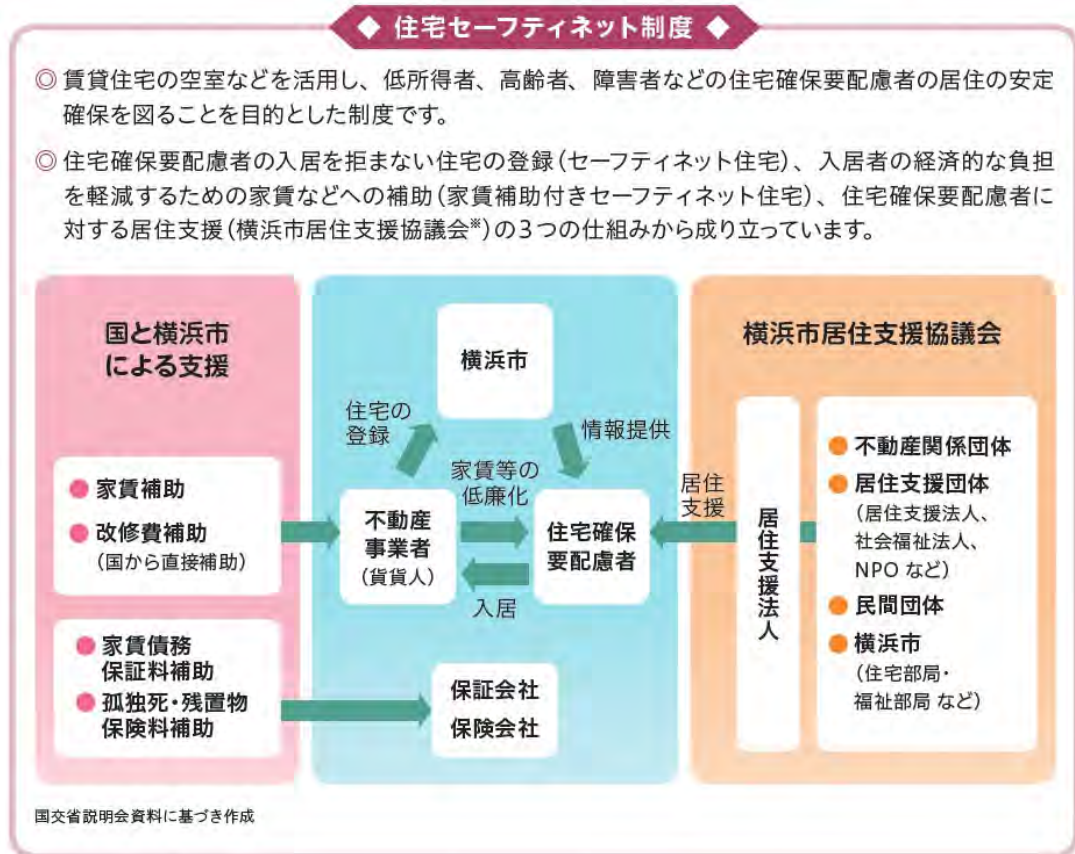 ◆ 住宅セーフティネット制度 ◆
◎ 賃貸住宅の空室などを活用し、低所得者、高齢者、障害者などの住宅確保要配慮者の居住の安定
確保を図ることを目的とした制度です。
◎ 住宅確保要配慮者の入居を拒まない住宅の登録(セーフティネット住宅)、入居者の経済的な負担
を軽減するための家賃などへの補助(家賃補助付きセーフティネット住宅)、住宅確保要配慮者に
対する居住支援(横浜市居住支援協議会※)の3つの仕組みから成り立っています。
国と横浜市
による支援
● 家賃補助
● 改修費補助
(国から直接補助)
● 家賃債務
保証料補助
● 孤独死・残置物
保険料補助
横浜市
住宅の
登録
情報提供
家賃等の
低廉化
不動産
事業者
(貨貨人)
住宅確保
要配慮者
入居
保証会社
保険会社
居住
支援
横浜市居住支援協議会
居住支援法人
● 不動産関係団体
● 居住支援団体
(居住支援法人、
社会福祉法人、
NPO など)
● 民間団体
● 横浜市
(住宅部局・
福祉部局 など)
国交省説明会資料に基づき作成